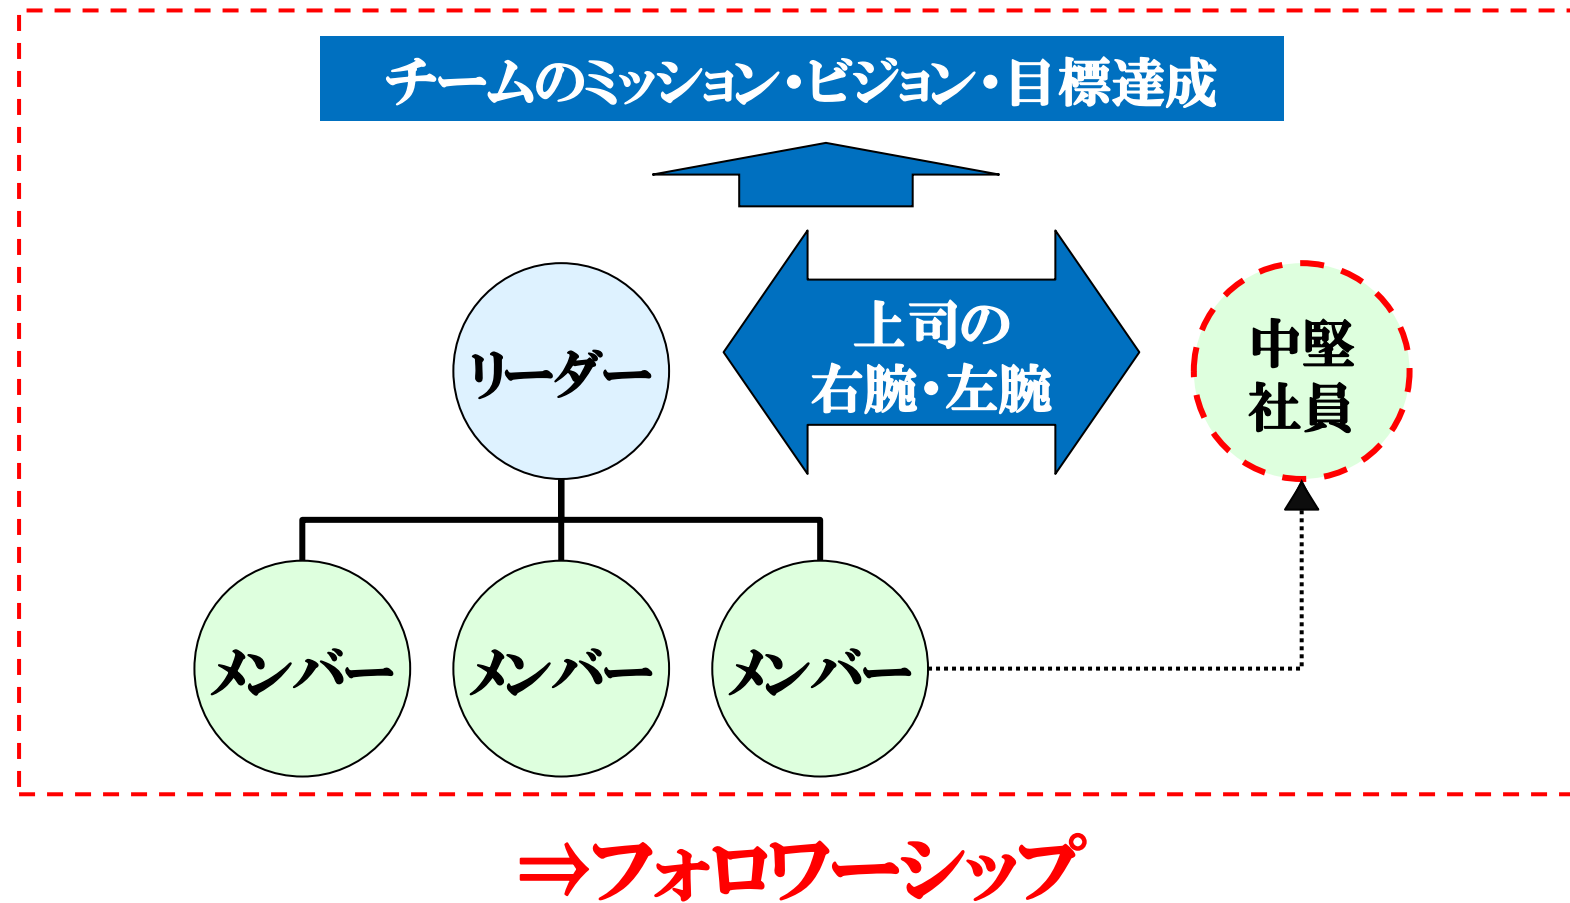 チームのミッション・ビジョン・目標達成
上司の
右腕・左腕
リーダー
中堅
社員
メンバー
メンバー
メンバー
⇒フォロワーシップ